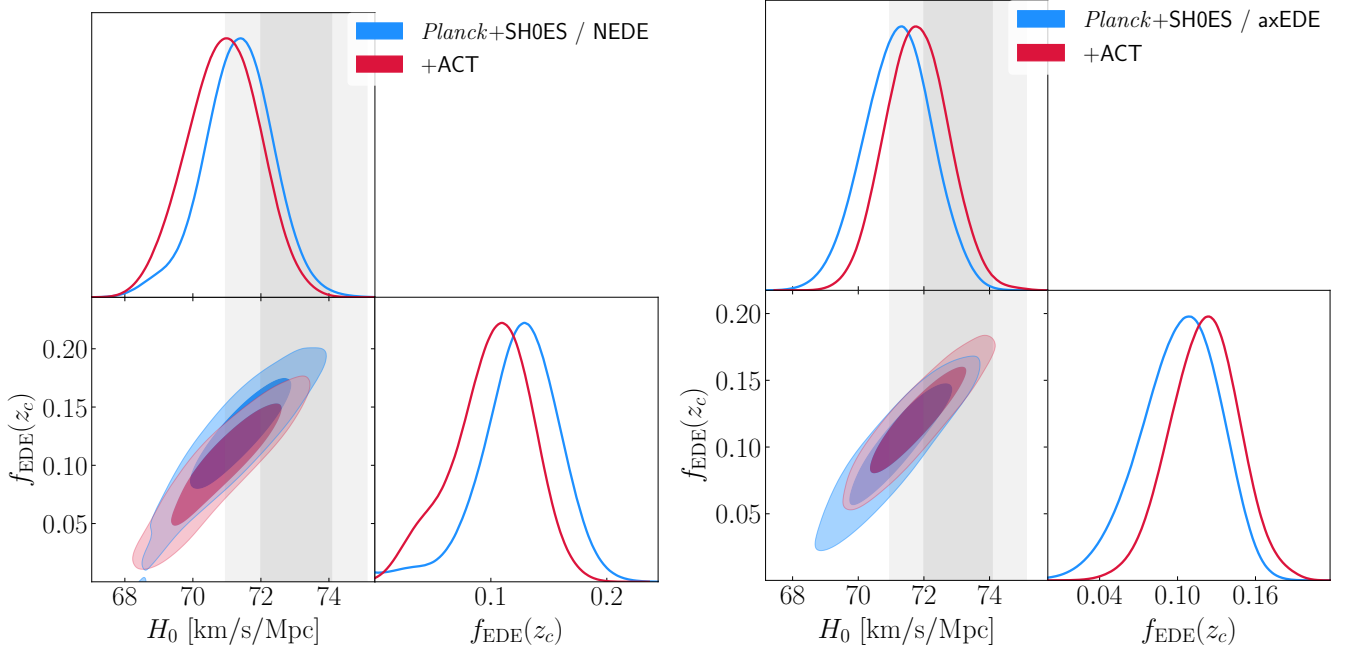 Planck+SH0ES / NEDE
+ACT
0.20
0.15
0.10
0.05
f_EDE(z_c)
68 70 72 74
H_0 [km/s/Mpc]
0.1 0.2
f_EDE(z_c)
Planck+SH0ES / axEDE
+ACT
0.20
0.15
0.10
0.05
f_EDE(z_c)
68 70 72 74
H_0 [km/s/Mpc]
0.04 0.10 0.16
f_EDE(z_c)